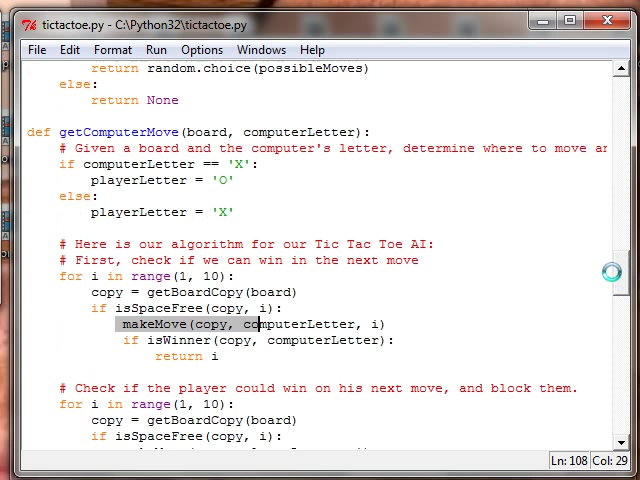 tictactoe.py - C:\Python32\tictactoe.py
File Edit Format Run Options Windows Help
return random.choice(possibleMoves)
else:
return None
def getComputerMove(board, computerLetter):
# Given a board and the computer's letter, determine where to move
if computerLetter == 'X':
playerLetter = 'O'
else:
playerLetter = 'X'
# Here is our algorithm for our Tic Tac Toe AI:
# First, check if we can win in the next move
for i in range(1, 10):
copy = getBoardCopy(board)
if isSpaceFree(copy, i):
makeMove(copy, computerLetter, i)
if isWinner(copy, computerLetter):
return i
# Check if the player could win on his next move, and block them.
for i in range(1, 10):
copy = getBoardCopy(board)
if isSpaceFree(copy, i):
Ln: 108 Col: 29